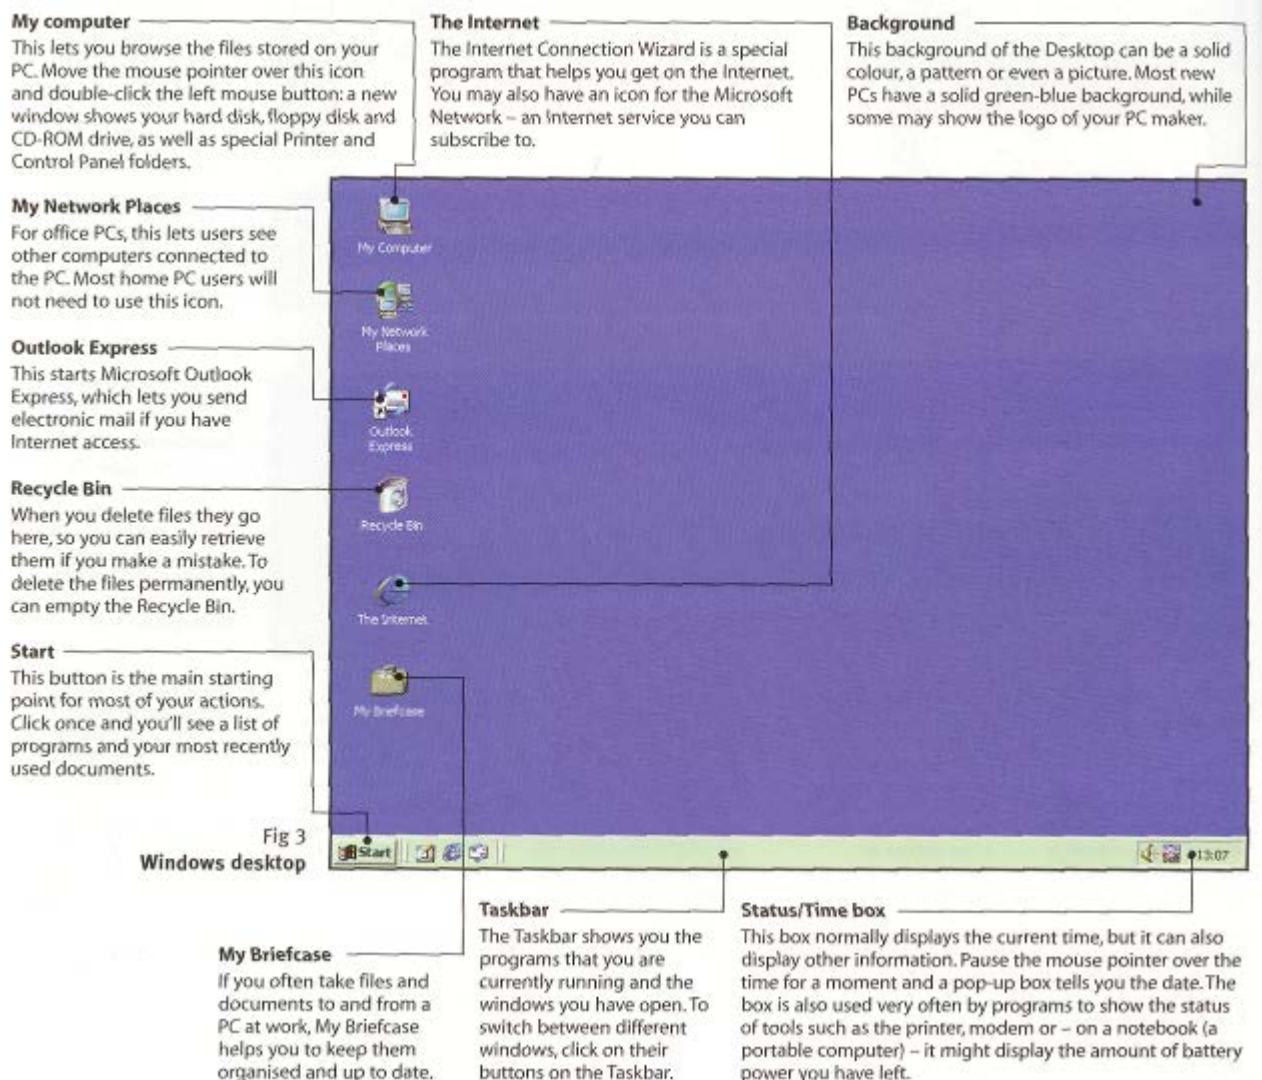 My computer
This lets you browse the files stored on your
PC. Move the mouse pointer over this icon
and double-click the left mouse button: a new
window shows your hard disk, floppy disk and
CD-ROM drive, as well as special Printer and
Control Panel folders.
The Internet
The Internet Connection Wizard is a special
program that helps you get on the Internet.
You may also have an icon for the Microsoft
Network – an Internet service you can
subscribe to.
Background
This background of the Desktop can be a solid
colour, a pattern or even a picture. Most new
PCs have a solid green-blue background, while
some may show the logo of your PC maker.
My Network Places
For office PCs, this lets users see
other computers connected to
the PC. Most home PC users will
not need to use this icon.
Outlook Express
This starts Microsoft Outlook
Express, which lets you send
electronic mail if you have
Internet access.
Recycle Bin
When you delete files they go
here, so you can easily retrieve
them if you make a mistake. To
delete the files permanently, you
can empty the Recycle Bin.
Start
This button is the main starting
point for most of your actions.
Click once and you'll see a list of
programs and your most recently
used documents.
My Computer
My Network
Places
Outlook
Express
Recycle Bin
The Internet
My Briefcase
Fig 3
Windows desktop
Start
13:07
My Briefcase
If you often take files and
documents to and from a
PC at work, My Briefcase
helps you to keep them
organised and up to date.
Taskbar
The Taskbar shows you the
programs that you are
currently running and the
windows you have open. To
switch between different
windows, click on their
buttons on the Taskbar.
Status/Time box
This box normally displays the current time, but it can also
display other information. Pause the mouse pointer over the
time for a moment and a pop-up box tells you the date. The
box is also used very often by programs to show the status
of tools such as the printer, modem or – on a notebook (a
portable computer) – it might display the amount of battery
power you have left.